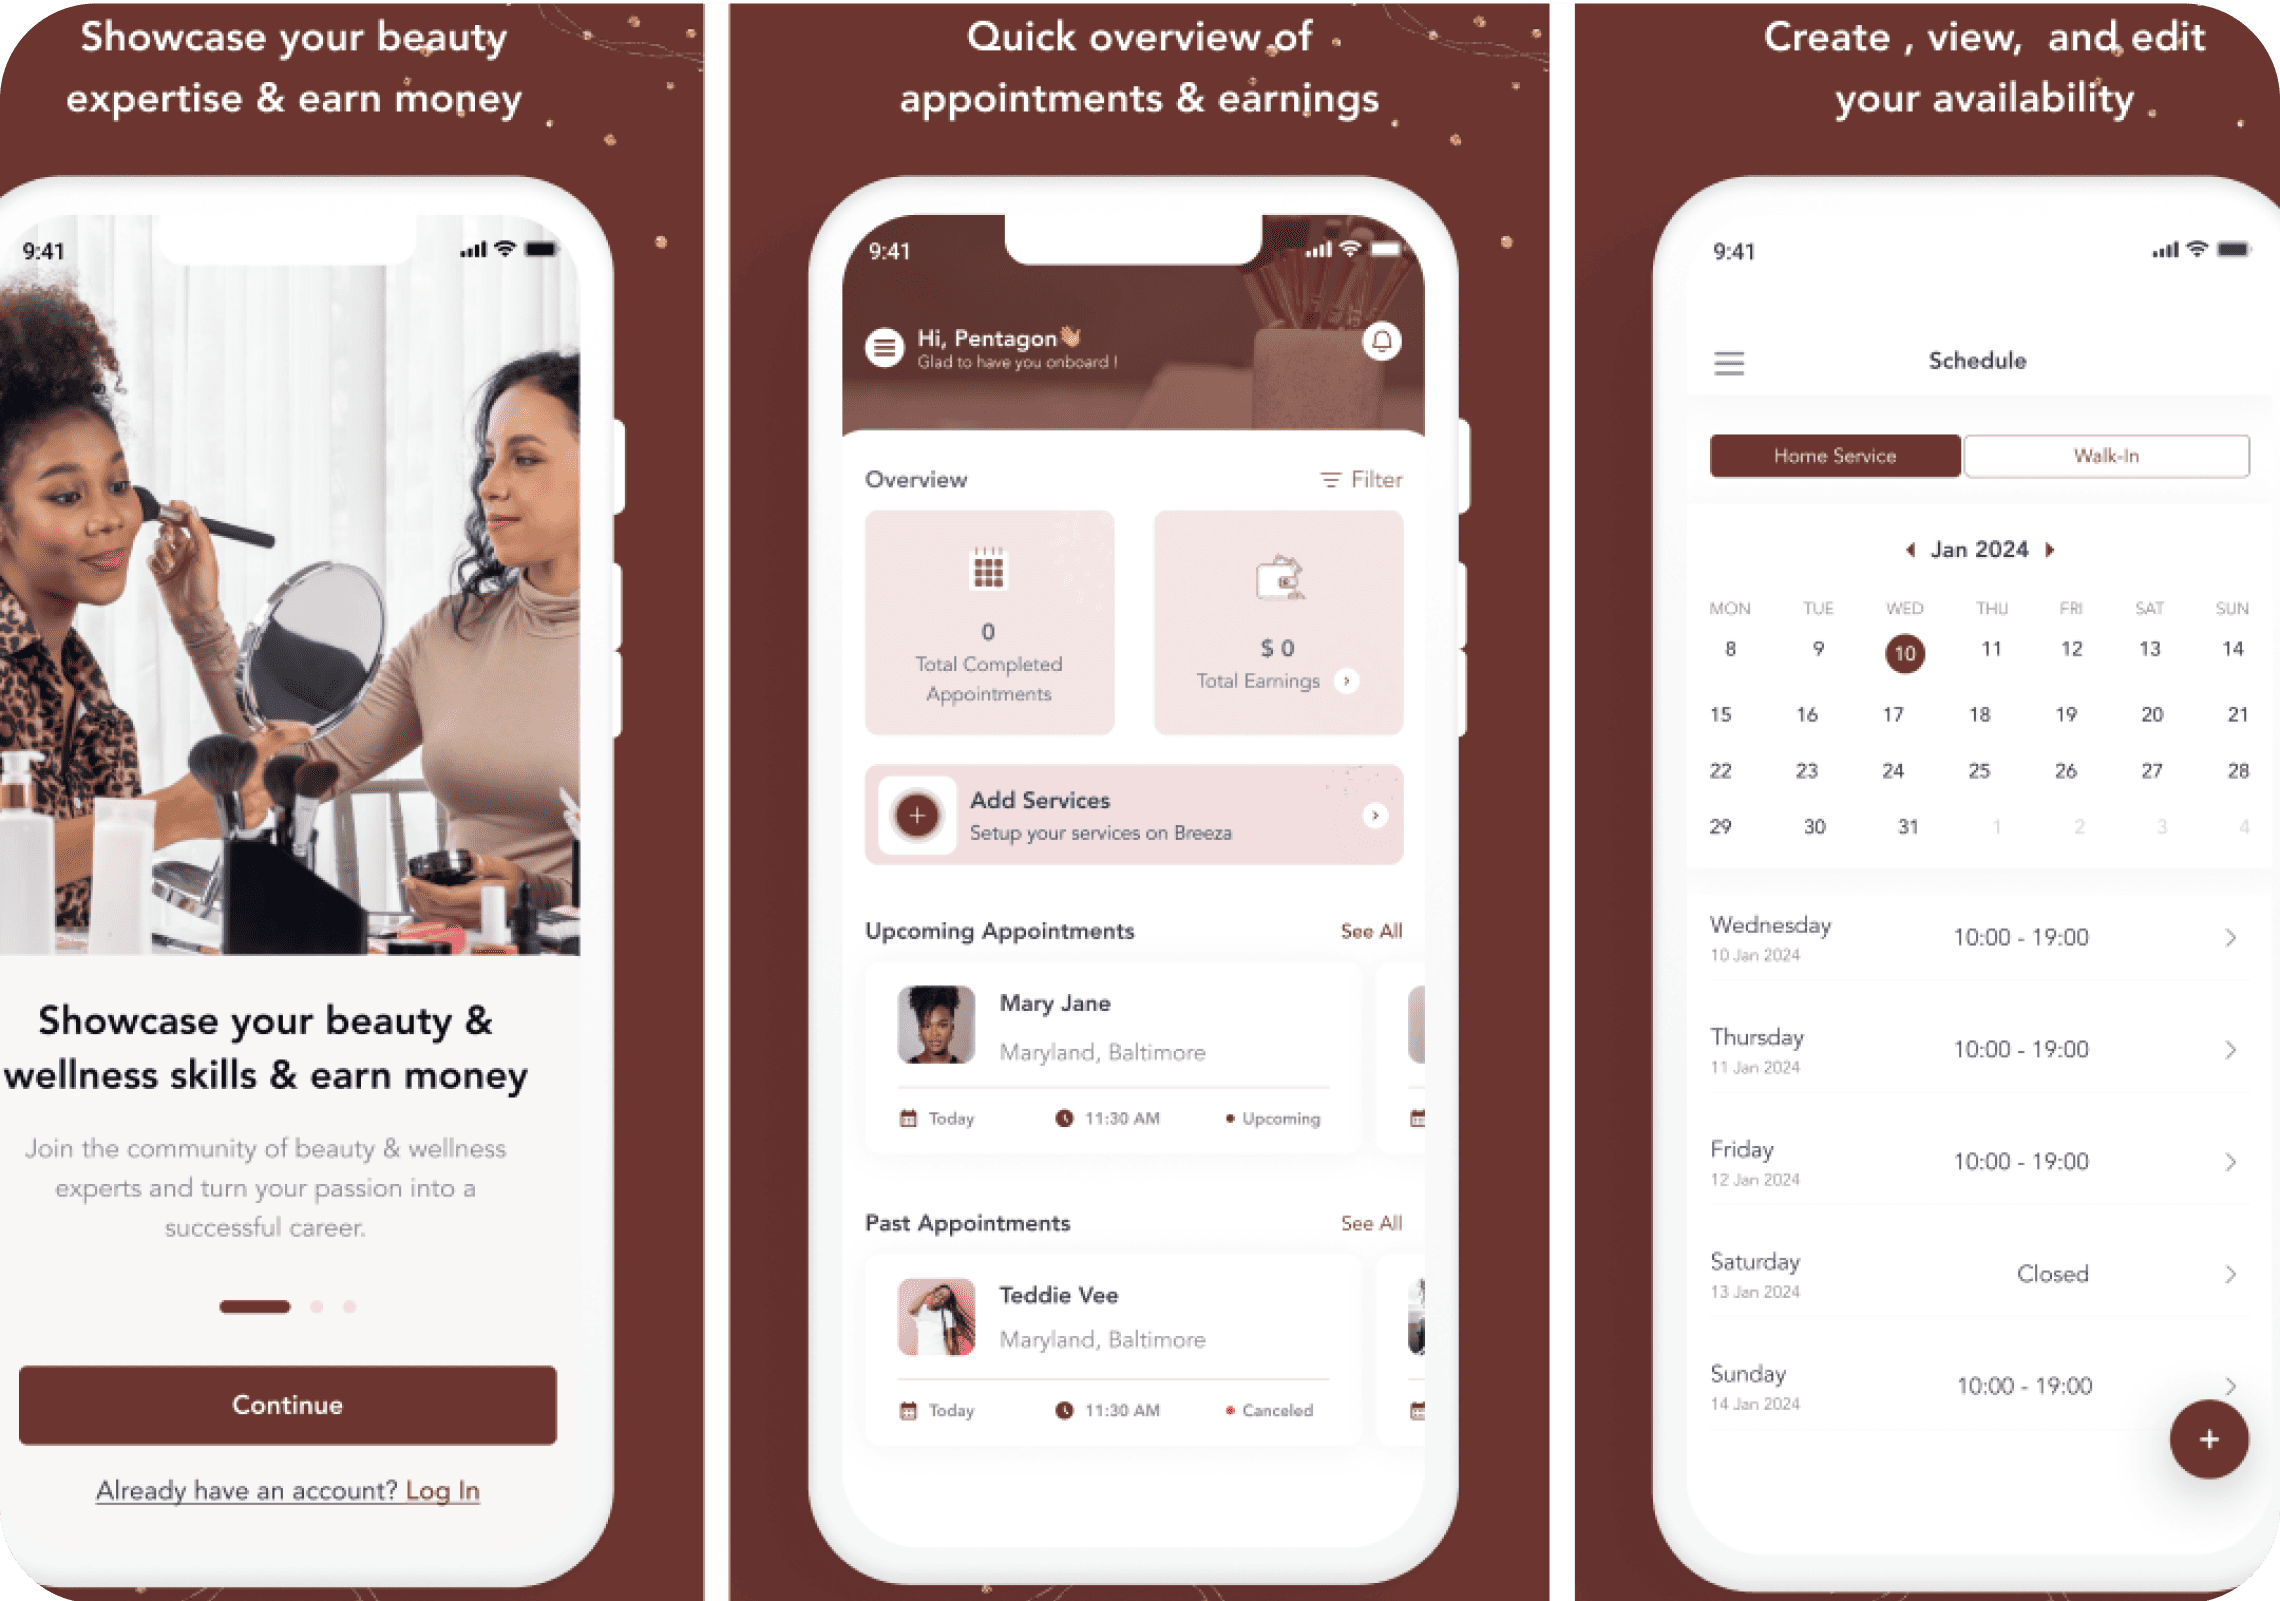 Showcase your beauty
expertise & earn money
9:41
Showcase your beauty &
wellness skills & earn money
Join the community of beauty & wellness
experts and turn your passion into a
successful career.
Continue
Already have an account? Log In
Quick overview of
appointments & earnings
9:41
Hi, Pentagon👋🏼
Glad to have you onboard !
Overview Filter
0
Total Completed
Appointments
$ 0
Total Earnings
Add Services
Setup your services on Breeza
Upcoming Appointments See All
Mary Jane
Maryland, Baltimore
Today 11:30 AM Upcoming
Past Appointments See All
Teddie Vee
Maryland, Baltimore
Today 11:30 AM Canceled
Create , view, and edit
your availability
9:41
Schedule
Home Service Walk-In
Jan 2024
MON TUE WED THU FRI SAT SUN
8 9 10 11 12 13 14
15 16 17 18 19 20 21
22 23 24 25 26 27 28
29 30 31 1 2 3 4
Wednesday
10 Jan 2024
10:00 - 19:00
Thursday
11 Jan 2024
10:00 - 19:00
Friday
12 Jan 2024
10:00 - 19:00
Saturday
13 Jan 2024
Closed
Sunday
14 Jan 2024
10:00 - 19:00
+